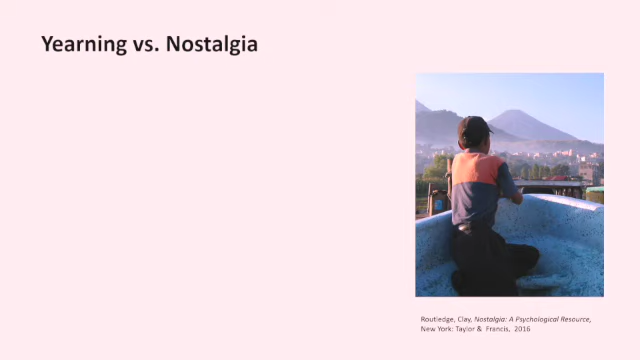 Yearning vs. Nostalgia
Routledge, Clay, Nostalgia: A Psychological Resource,
New York: Taylor & Francis, 2016